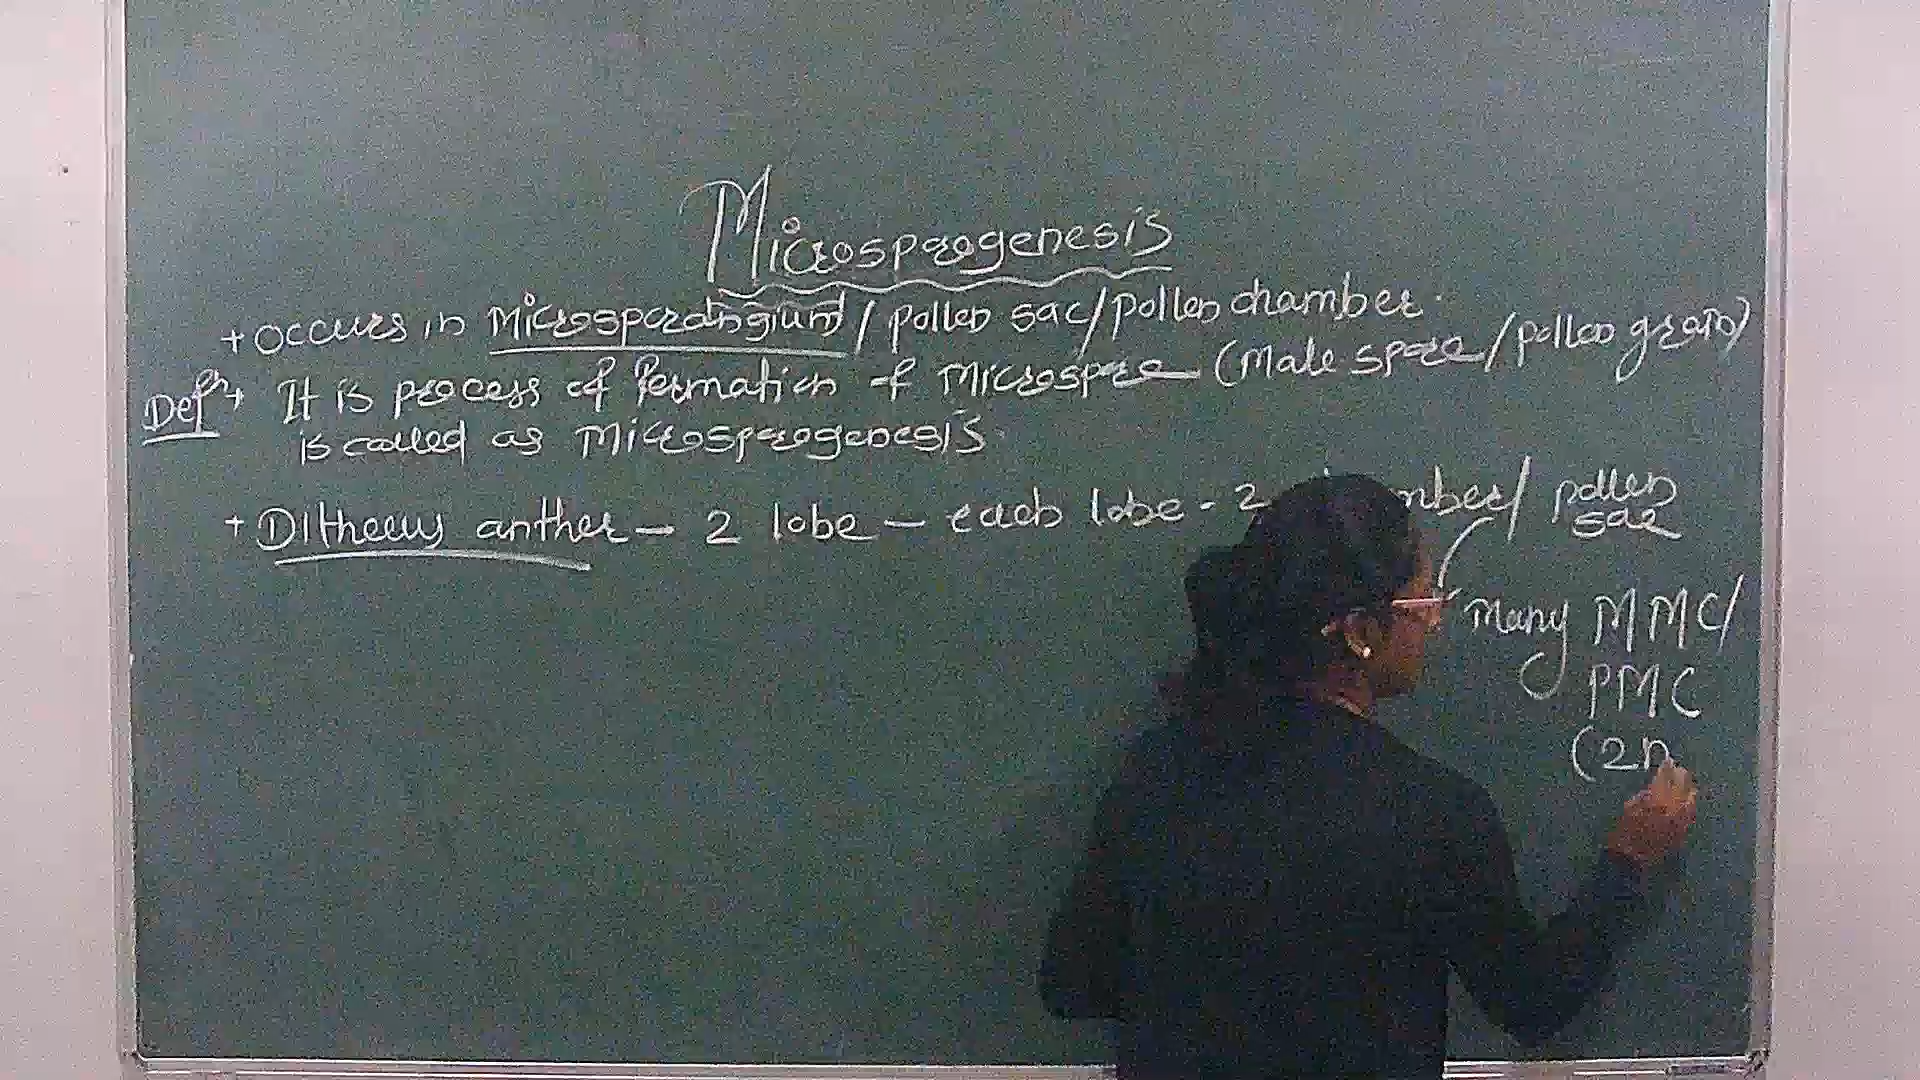 Microsporogenesis
+ Occurs in Microsporangium / pollen sac / pollen chamber.
Defn + It is process of formation of Microspore (Male spore / pollen grain)
is called as Microsporogenesis
+ Dithecus anther - 2 lobe - each lobe - 2 / pollen
sac
Many MMC/
PMC
(2n